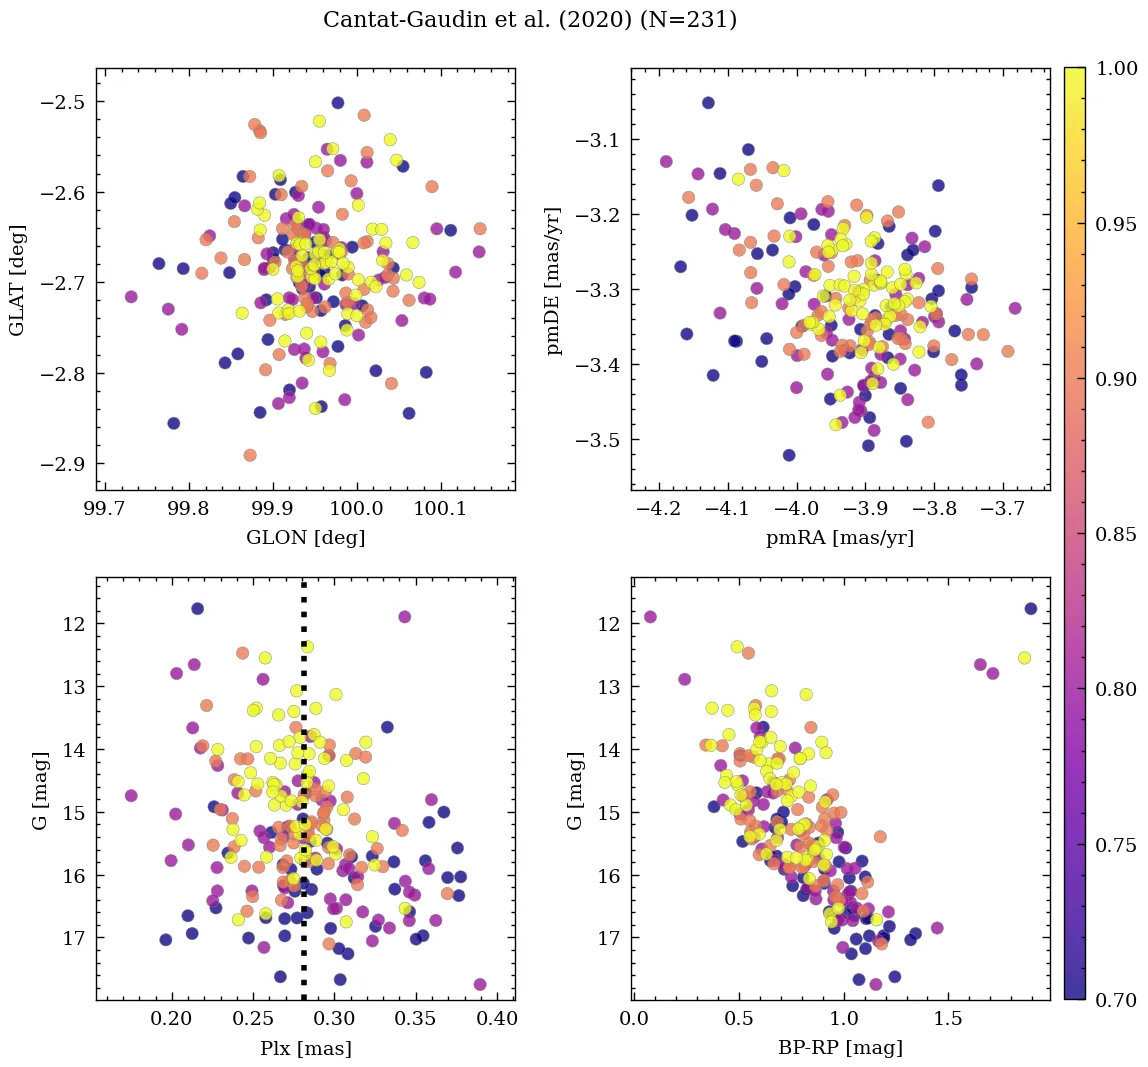 Cantat-Gaudin et al. (2020) (N=231)
−2.5
−2.6
−2.7
−2.8
−2.9
GLAT [deg]
99.7 99.8 99.9 100.0 100.1
GLON [deg]
−3.1
−3.2
−3.3
−3.4
−3.5
pmDE [mas/yr]
−4.2 −4.1 −4.0 −3.9 −3.8 −3.7
pmRA [mas/yr]
1.00
0.95
0.90
0.85
0.80
0.75
0.70
12
13
14
15
16
17
G [mag]
0.20 0.25 0.30 0.35 0.40
Plx [mas]
12
13
14
15
16
17
G [mag]
0.0 0.5 1.0 1.5
BP-RP [mag]